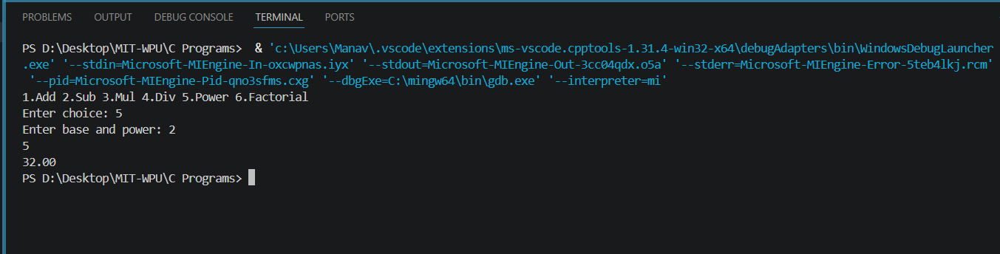 PROBLEMS OUTPUT DEBUG CONSOLE TERMINAL PORTS
PS D:\Desktop\MIT-WPU\C Programs>  & 'c:\Users\Manav\.vscode\extensions\ms-vscode.cpptools-1.31.4-win32-x64\debugAdapters\bin\WindowsDebugLauncher
.exe' '--stdin=Microsoft-MIEngine-In-oxcwpnas.iyx' '--stdout=Microsoft-MIEngine-Out-3cc04qdx.o5a' '--stderr=Microsoft-MIEngine-Error-5teb4lkj.rcm'
'--pid=Microsoft-MIEngine-Pid-qno3sfms.cxg' '--dbgExe=C:\mingw64\bin\gdb.exe' '--interpreter=mi'
1.Add 2.Sub 3.Mul 4.Div 5.Power 6.Factorial
Enter choice: 5
Enter base and power: 2
5
32.00
PS D:\Desktop\MIT-WPU\C Programs>